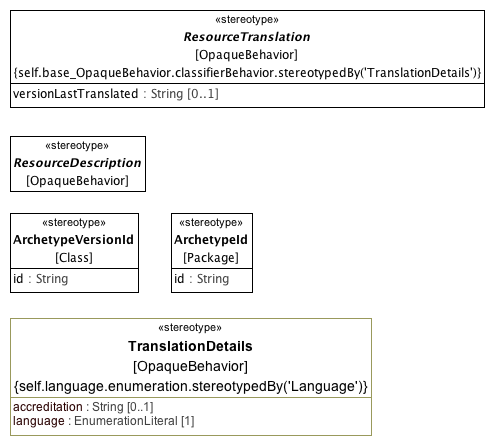 «stereotype»
ResourceTranslation
[OpaqueBehavior]
{self.base_OpaqueBehavior.classifierBehavior.stereotypedBy('TranslationDetails')}
versionLastTranslated : String [0..1]
«stereotype»
ResourceDescription
[OpaqueBehavior]
«stereotype»
ArchetypeVersionId
[Class]
id : String
«stereotype»
ArchetypeId
[Package]
id : String
«stereotype»
TranslationDetails
[OpaqueBehavior]
{self.language.enumeration.stereotypedBy('Language')}
accreditation : String [0..1]
language : EnumerationLiteral [1]